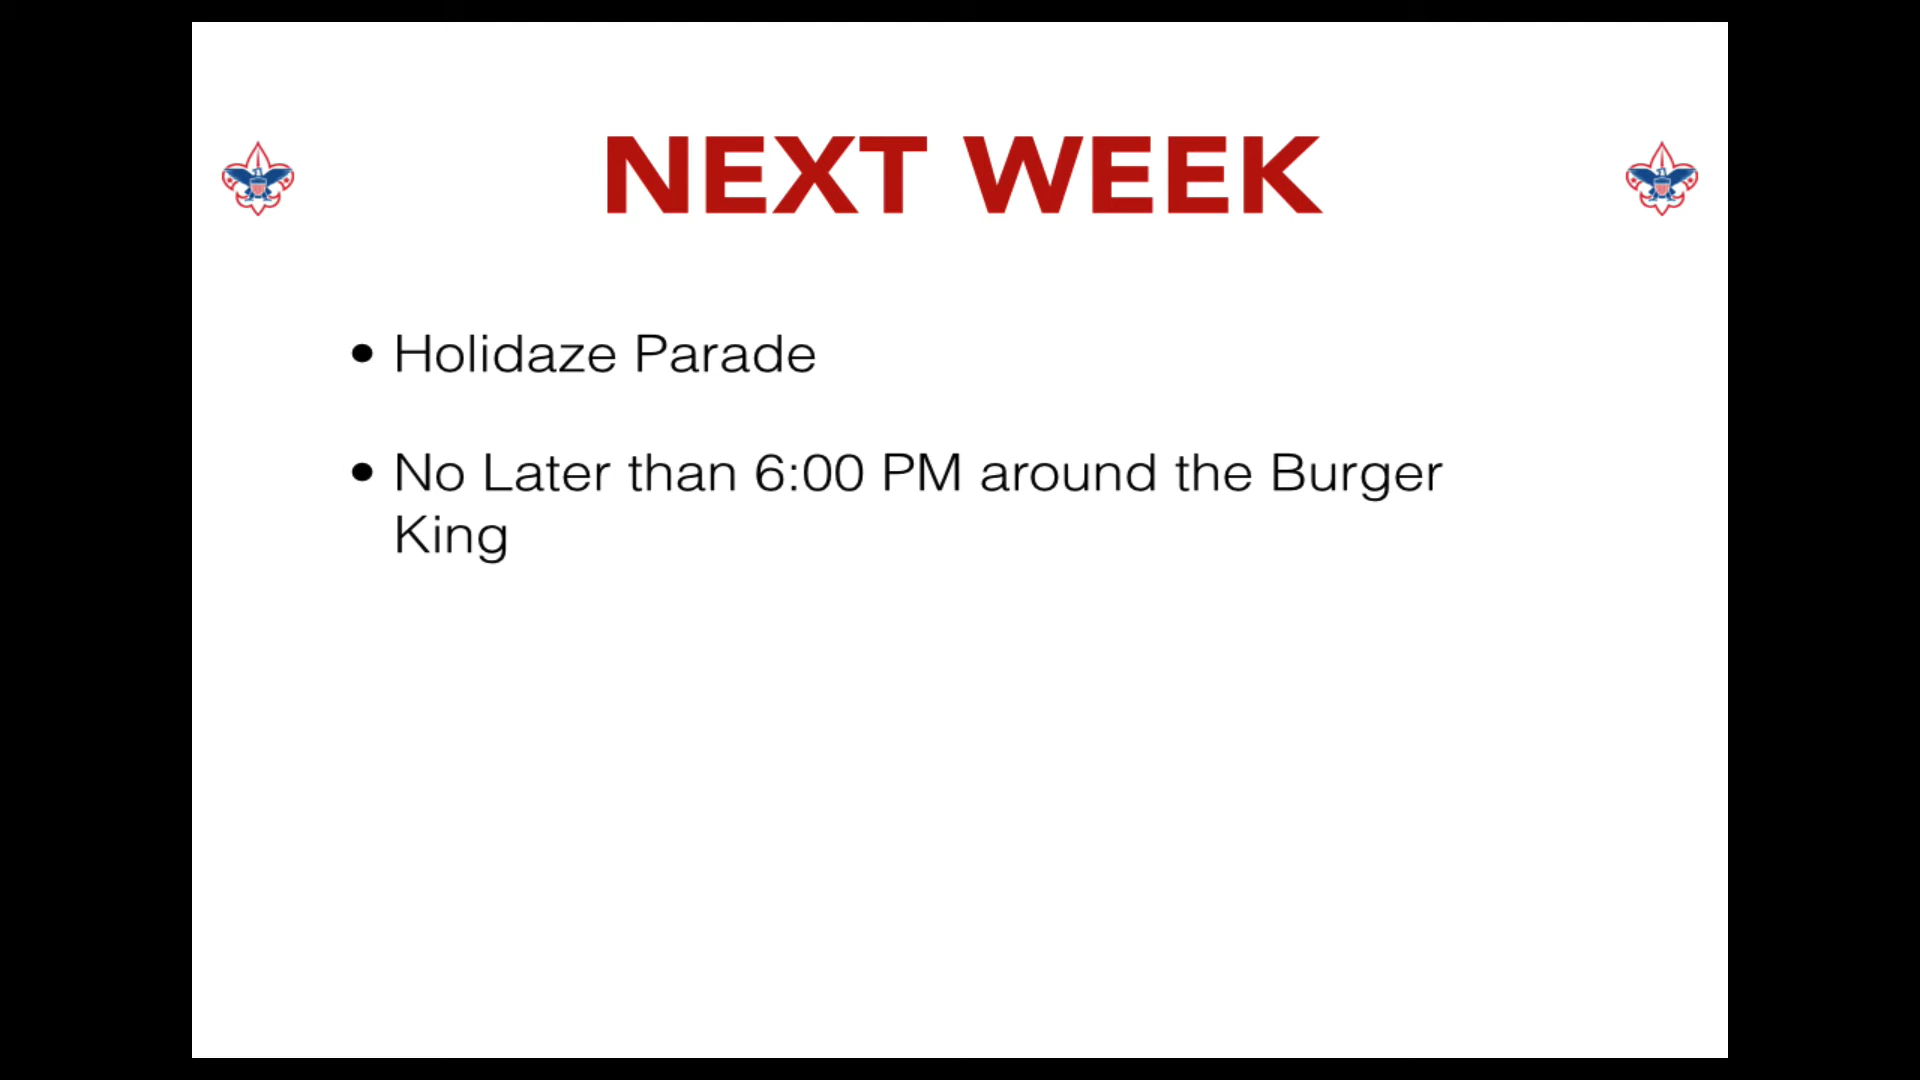 NEXT WEEK
• Holidaze Parade
• No Later than 6:00 PM around the Burger
King